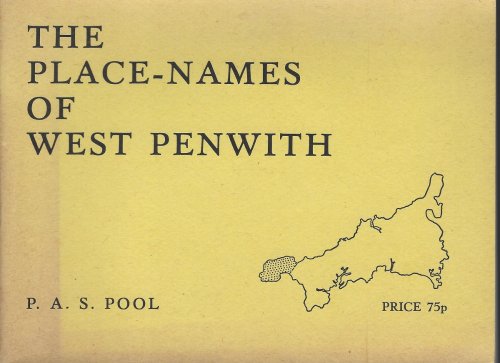 THE
PLACE-NAMES
OF
WEST PENWITH
P. A. S. POOL
PRICE 75p